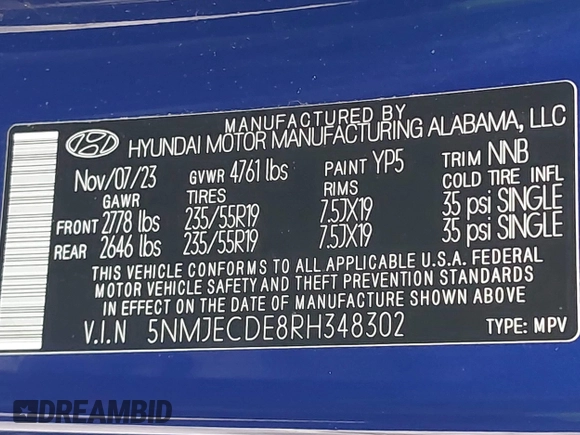 MANUFACTURED BY
HYUNDAI MOTOR MANUFACTURING ALABAMA, LLC
Nov/07/23 GVWR 4761 lbs PAINT YP5 TRIM NNB
GAWR TIRES RIMS COLD TIRE INFL
FRONT 2778 lbs 235/55R19 7.5JX19 35 psi SINGLE
REAR 2646 lbs 235/55R19 7.5JX19 35 psi SINGLE
THIS VEHICLE CONFORMS TO ALL APPLICABLE U.S.A. FEDERAL
MOTOR VEHICLE SAFETY AND THEFT PREVENTION STANDARDS
IN EFFECT ON THE DATE OF MANUFACTURE SHOWN ABOVE
V.I.N 5NMJECDE8RH348302 TYPE: MPV
DREAMBID